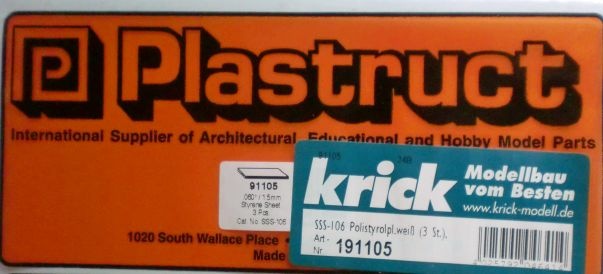 P Plastruct
International Supplier of Architectural, Educational and Hobby Model Parts
91105
.060"/1.5mm
Styrene Sheet
3 Pcs
Cat. No. SSS-106
91105
krick
Modellbau
vom Besten
www.krick-modell.de
SSS-106 Polistyrolpl.weiß (3 St.),
Art.-
Nr. 191105
1020 South Wallace Place •
Made